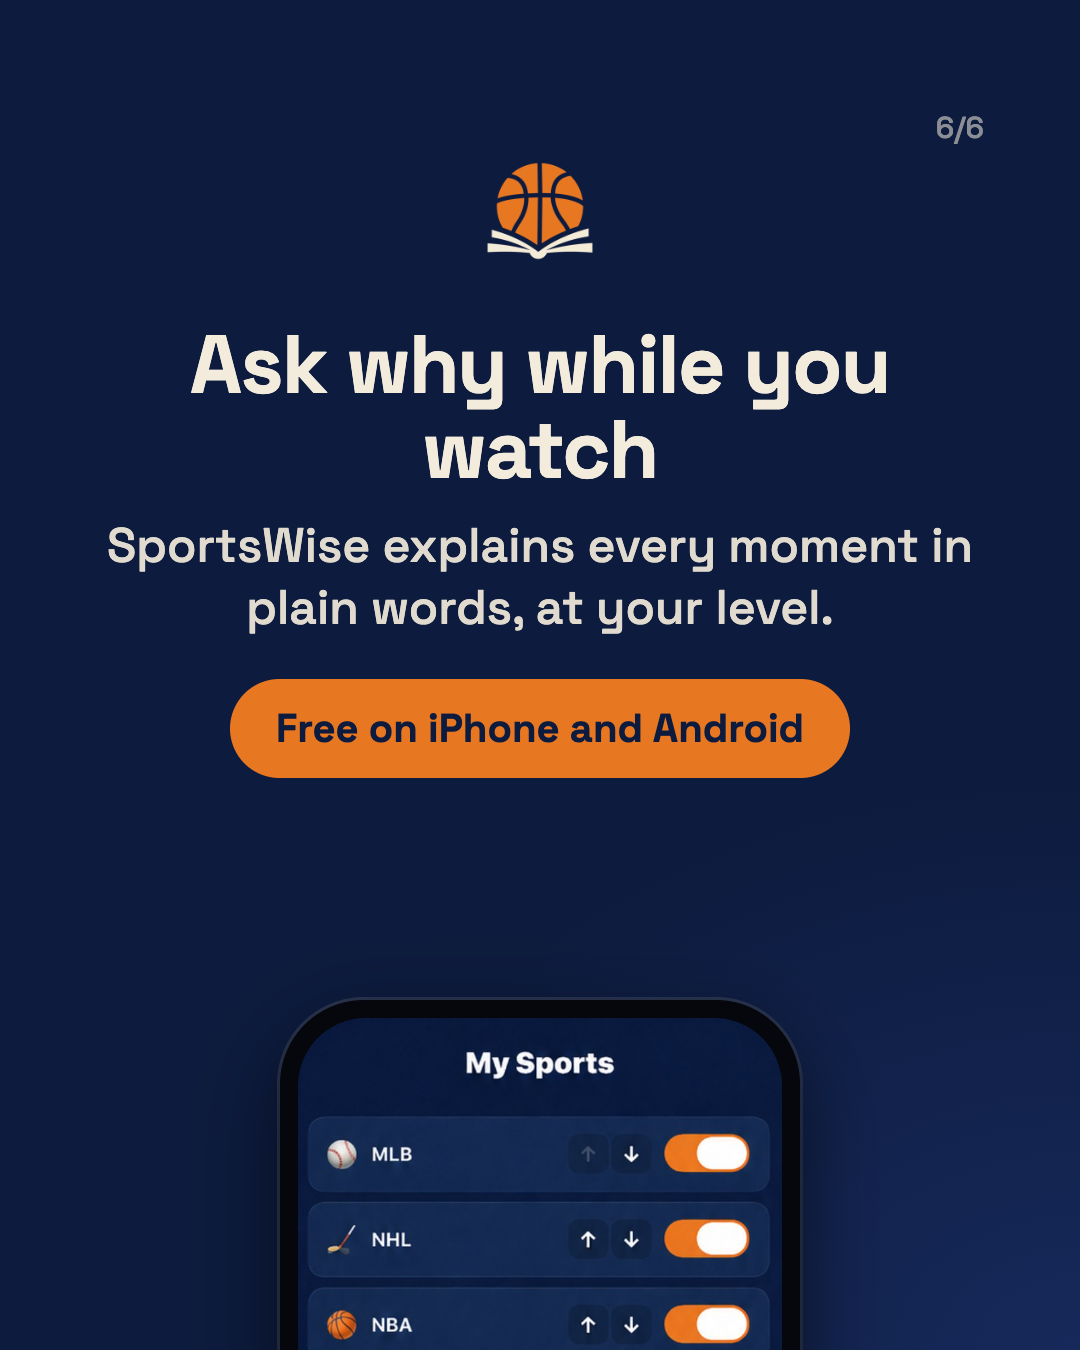 6/6
Ask why while you
watch
SportsWise explains every moment in
plain words, at your level.
Free on iPhone and Android
My Sports
MLB
NHL
NBA